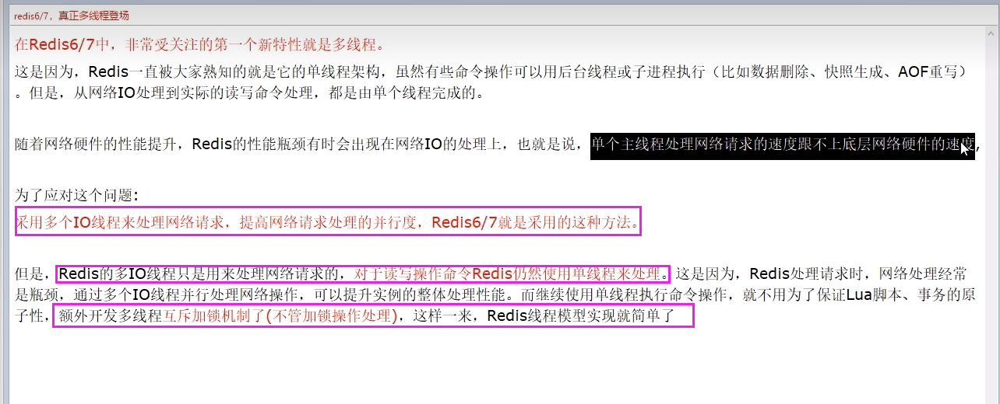 redis6/7，真正多线程登场
在Redis6/7中，非常受关注的第一个新特性就是多线程。
这是因为，Redis一直被大家熟知的就是它的单线程架构，虽然有些命令操作可以用后台线程或子进程执行（比如数据删除、快照生成、AOF重写）
。但是，从网络IO处理到实际的读写命令处理，都是由单个线程完成的。
随着网络硬件的性能提升，Redis的性能瓶颈有时会出现在网络IO的处理上，也就是说，单个主线程处理网络请求的速度跟不上底层网络硬件的速度,
为了应对这个问题:
采用多个IO线程来处理网络请求，提高网络请求处理的并行度，Redis6/7就是采用的这种方法。
但是，Redis的多IO线程只是用来处理网络请求的，对于读写操作命令Redis仍然使用单线程来处理。这是因为，Redis处理请求时，网络处理经常
是瓶颈，通过多个IO线程并行处理网络操作，可以提升实例的整体处理性能。而继续使用单线程执行命令操作，就不用为了保证Lua脚本、事务的原
子性，额外开发多线程互斥加锁机制了(不管加锁操作处理)，这样一来，Redis线程模型实现就简单了